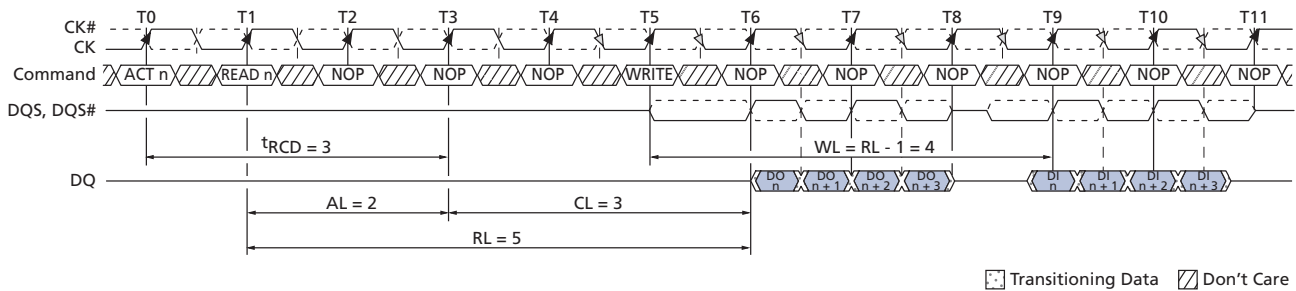 T0 T1 T2 T3 T4 T5 T6 T7 T8 T9 T10 T11
CK#
CK
Command ACT n READ n NOP NOP NOP WRITE NOP NOP NOP NOP NOP NOP
DQS, DQS#
tRCD = 3 WL = RL - 1 = 4
DQ DO n DO n + 1 DO n + 2 DO n + 3 DI n DI n + 1 DI n + 2 DI n + 3
AL = 2 CL = 3
RL = 5
Transitioning Data Don't Care